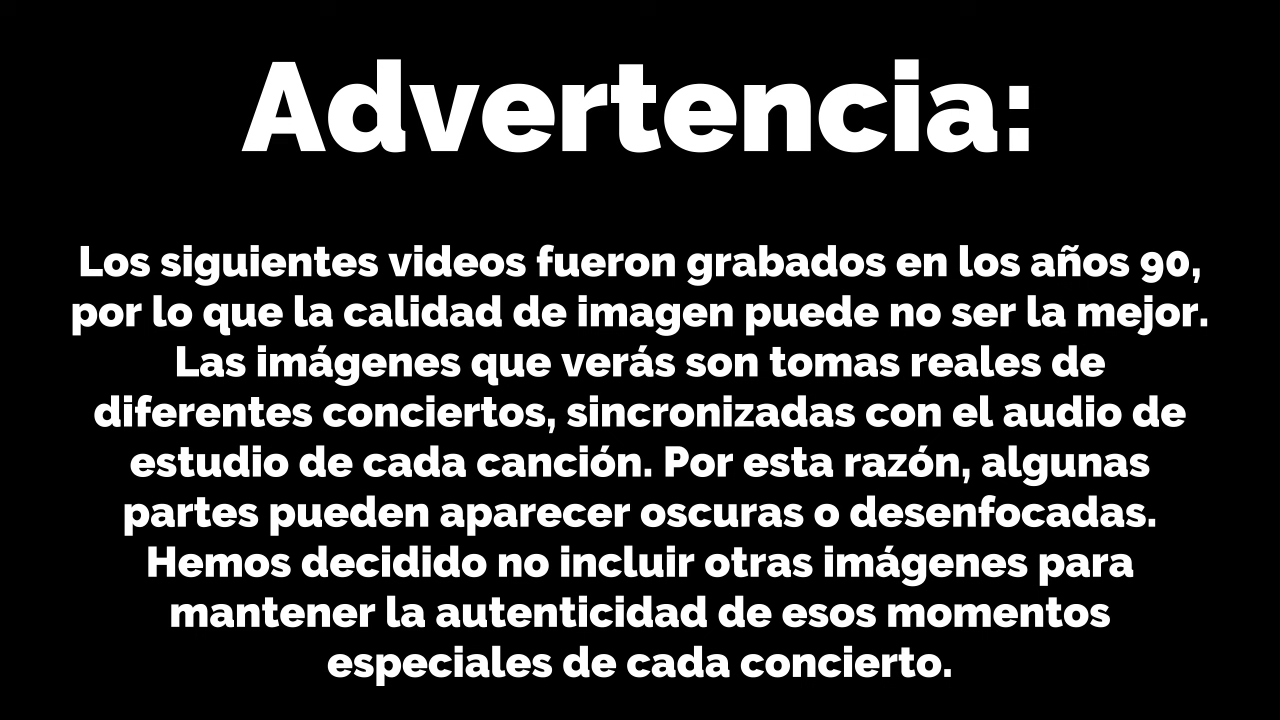 Advertencia:
Los siguientes videos fueron grabados en los años 90,
por lo que la calidad de imagen puede no ser la mejor.
Las imágenes que verás son tomas reales de
diferentes conciertos, sincronizadas con el audio de
estudio de cada canción. Por esta razón, algunas
partes pueden aparecer oscuras o desenfocadas.
Hemos decidido no incluir otras imágenes para
mantener la autenticidad de esos momentos
especiales de cada concierto.